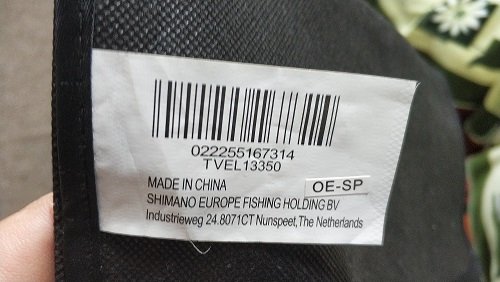 022255167314
TVEL13350
MADE IN CHINA OE-SP
SHIMANO EUROPE FISHING HOLDING BV
Industrieweg 24.8071CT Nunspeet,The Netherlands